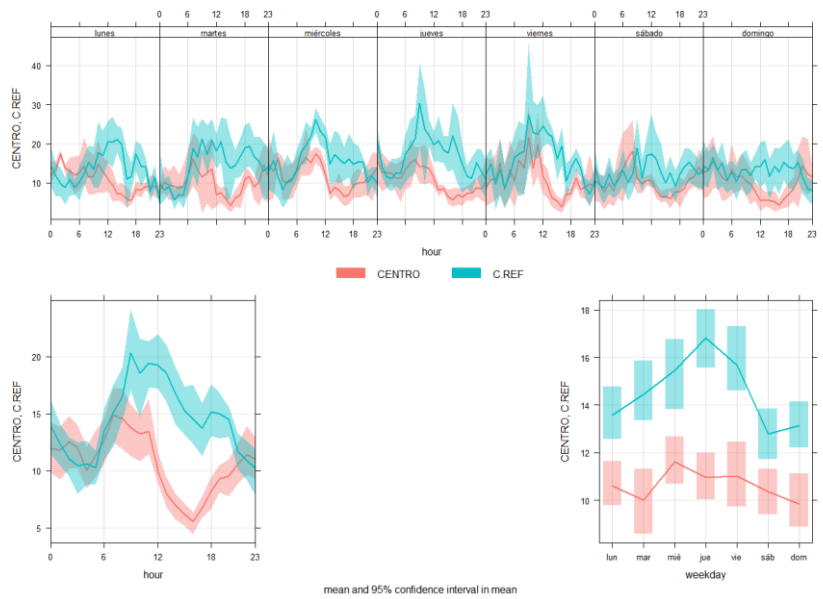 0 6 12 18 23 0 6 12 18 23 0 6 12 18 23
lunes martes miércoles jueves viernes sábado domingo
CENTRO, C.REF
40
30
20
10
0 6 12 18 23 0 6 12 18 23 0 6 12 18 23 0 6 12 18 23
hour
CENTRO C.REF
CENTRO, C.REF
20
15
10
5
0 6 12 18 23
hour
CENTRO, C.REF
18
16
14
12
10
lun mar mié jue vie sáb dom
weekday
mean and 95% confidence interval in mean